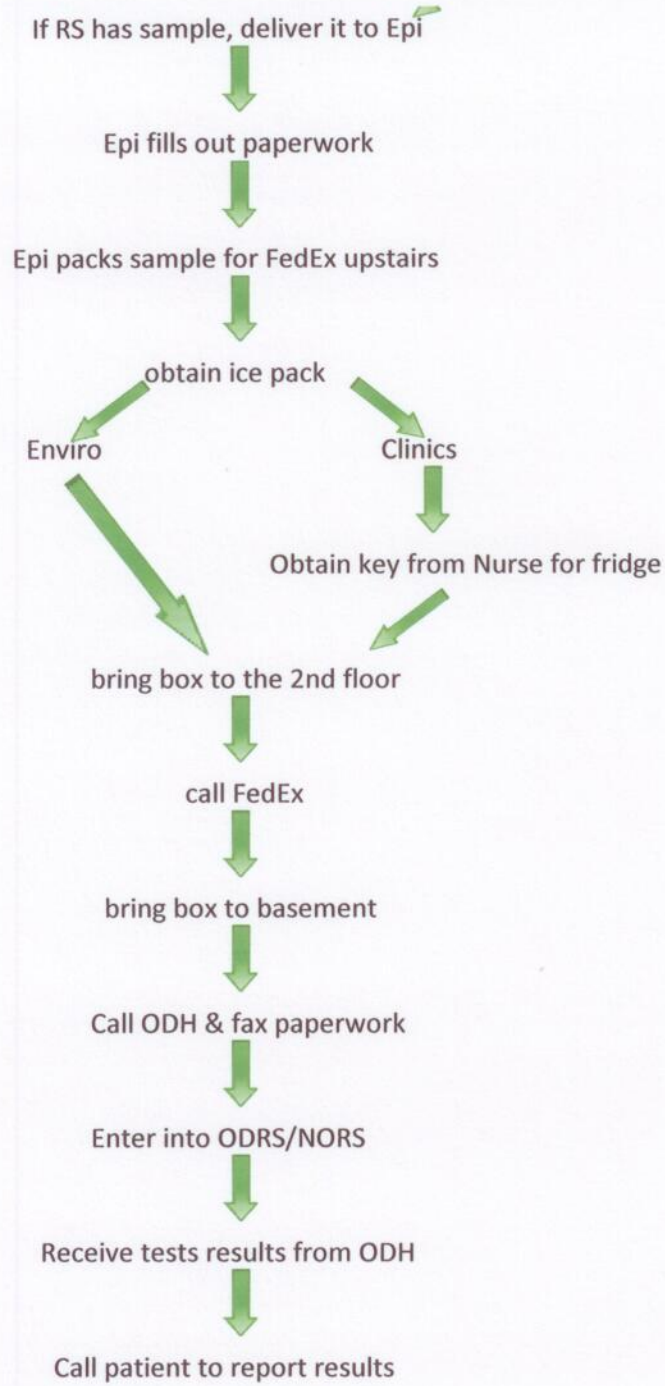 If RS has sample, deliver it to Epi
Epi fills out paperwork
Epi packs sample for FedEx upstairs
obtain ice pack
Enviro
Clinics
Obtain key from Nurse for fridge
bring box to the 2nd floor
call FedEx
bring box to basement
Call ODH & fax paperwork
Enter into ODRS/NORS
Receive tests results from ODH
Call patient to report results